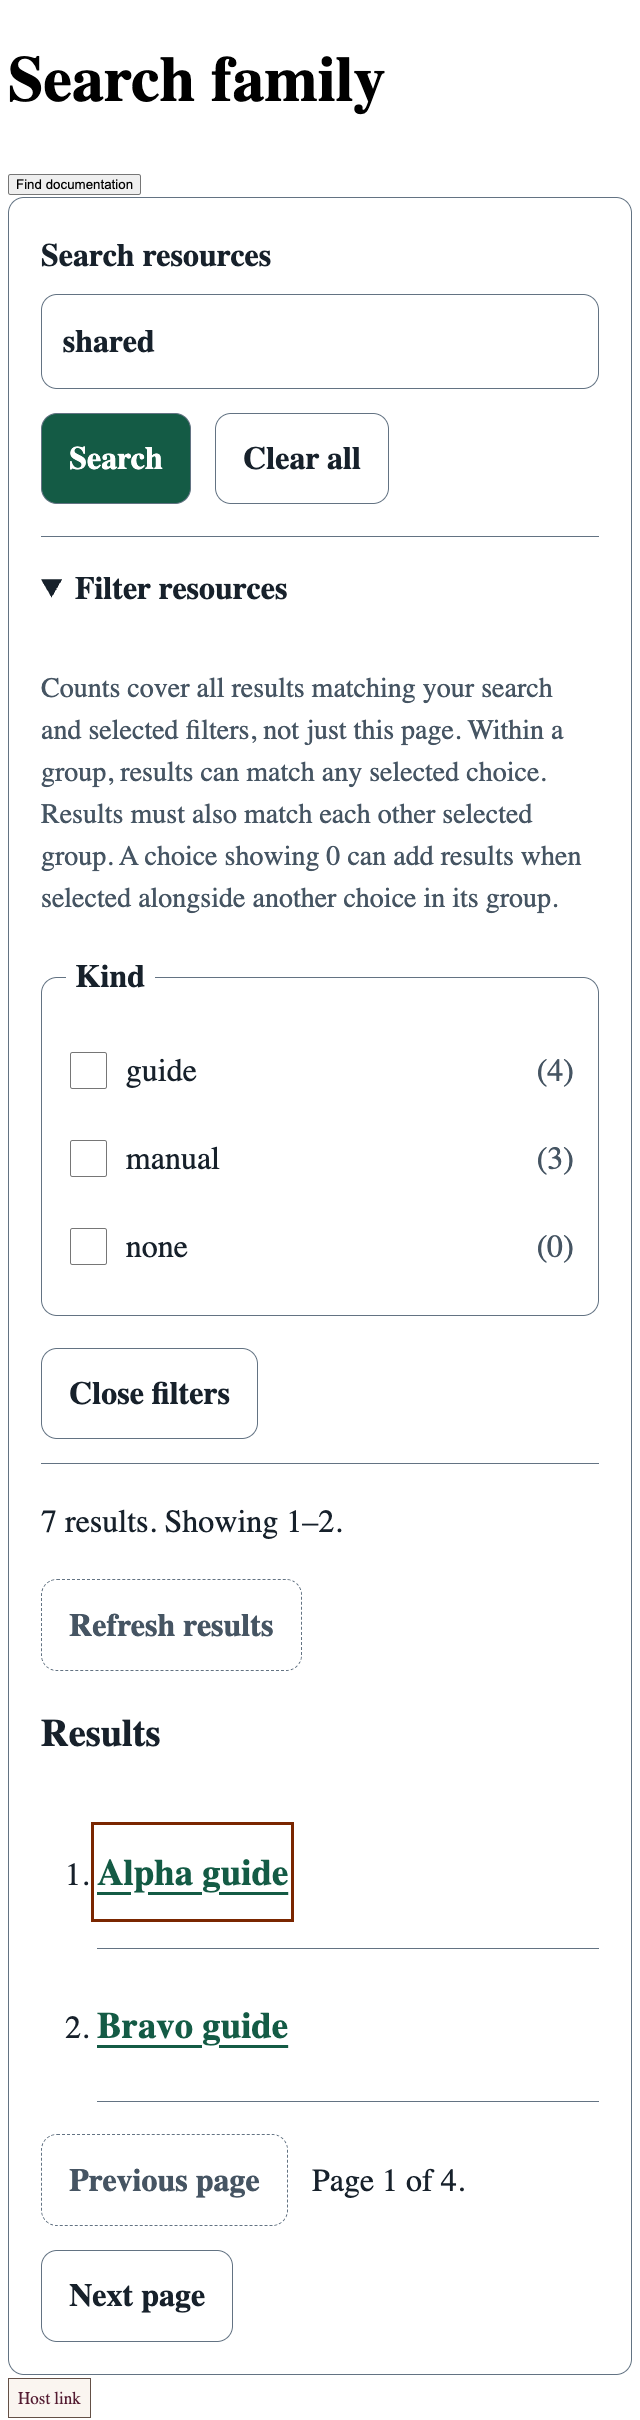 Search family
Find documentation
Search resources
shared
Search
Clear all
Filter resources
Counts cover all results matching your search
and selected filters, not just this page. Within a
group, results can match any selected choice.
Results must also match each other selected
group. A choice showing 0 can add results when
selected alongside another choice in its group.
Kind
guide (4)
manual (3)
none (0)
Close filters
7 results. Showing 1–2.
Refresh results
Results
1. Alpha guide
2. Bravo guide
Previous page Page 1 of 4.
Next page
Host link